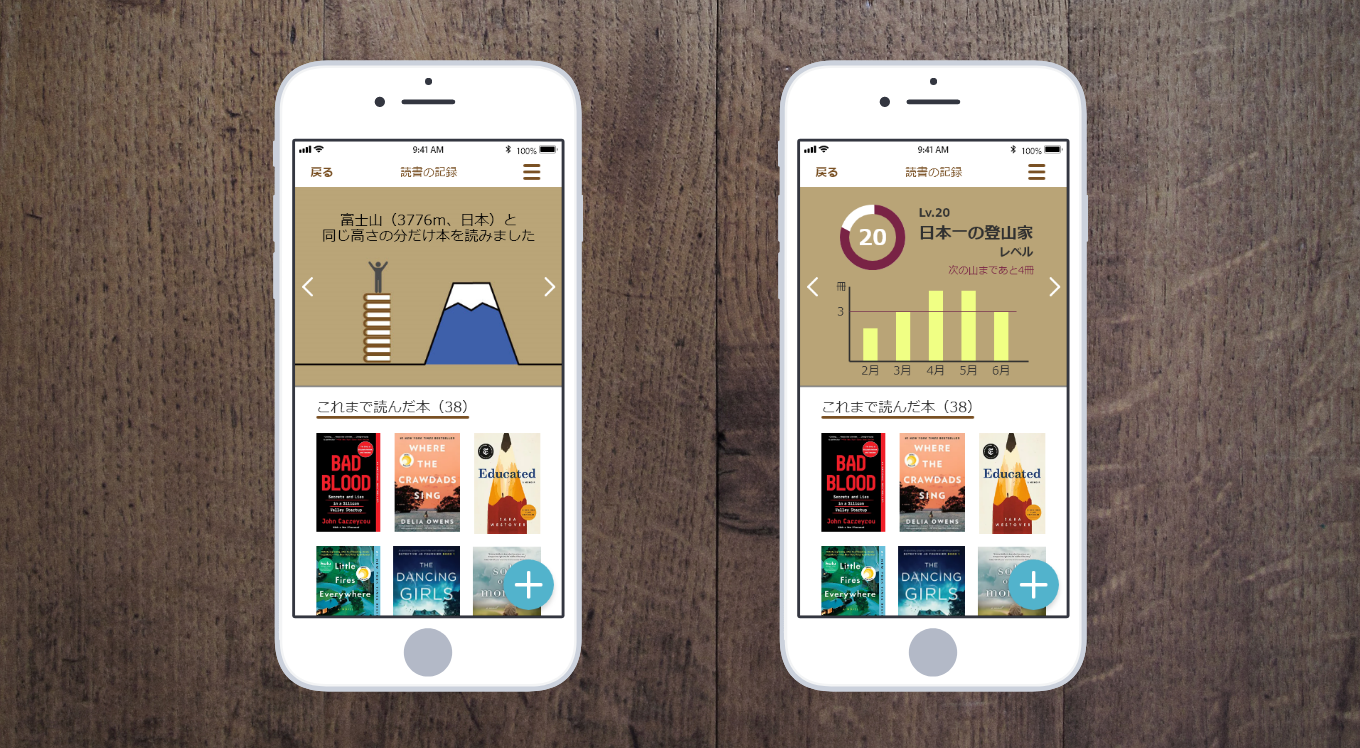 9:41 AM
100%
戻る
読書の記録
富士山（3776m、日本）と
同じ高さの分だけ本を読みました
これまで読んだ本（38）
BAD
BLOOD
Secrets and Lies
in a Silicon
Valley Startup
John Carreyrou
WHERE
THE
CRAWDADS
SING
DELIA OWENS
Educated
TARA
WESTOVER
Little
Fires
Everywhere
THE
DANCING
GIRLS
9:41 AM
100%
戻る
読書の記録
20
Lv.20
日本一の登山家
レベル
次の山まであと4冊
冊
3
2月
3月
4月
5月
6月
これまで読んだ本（38）
BAD
BLOOD
Secrets and Lies
in a Silicon
Valley Startup
John Carreyrou
WHERE
THE
CRAWDADS
SING
DELIA OWENS
Educated
TARA
WESTOVER
Little
Fires
Everywhere
THE
DANCING
GIRLS